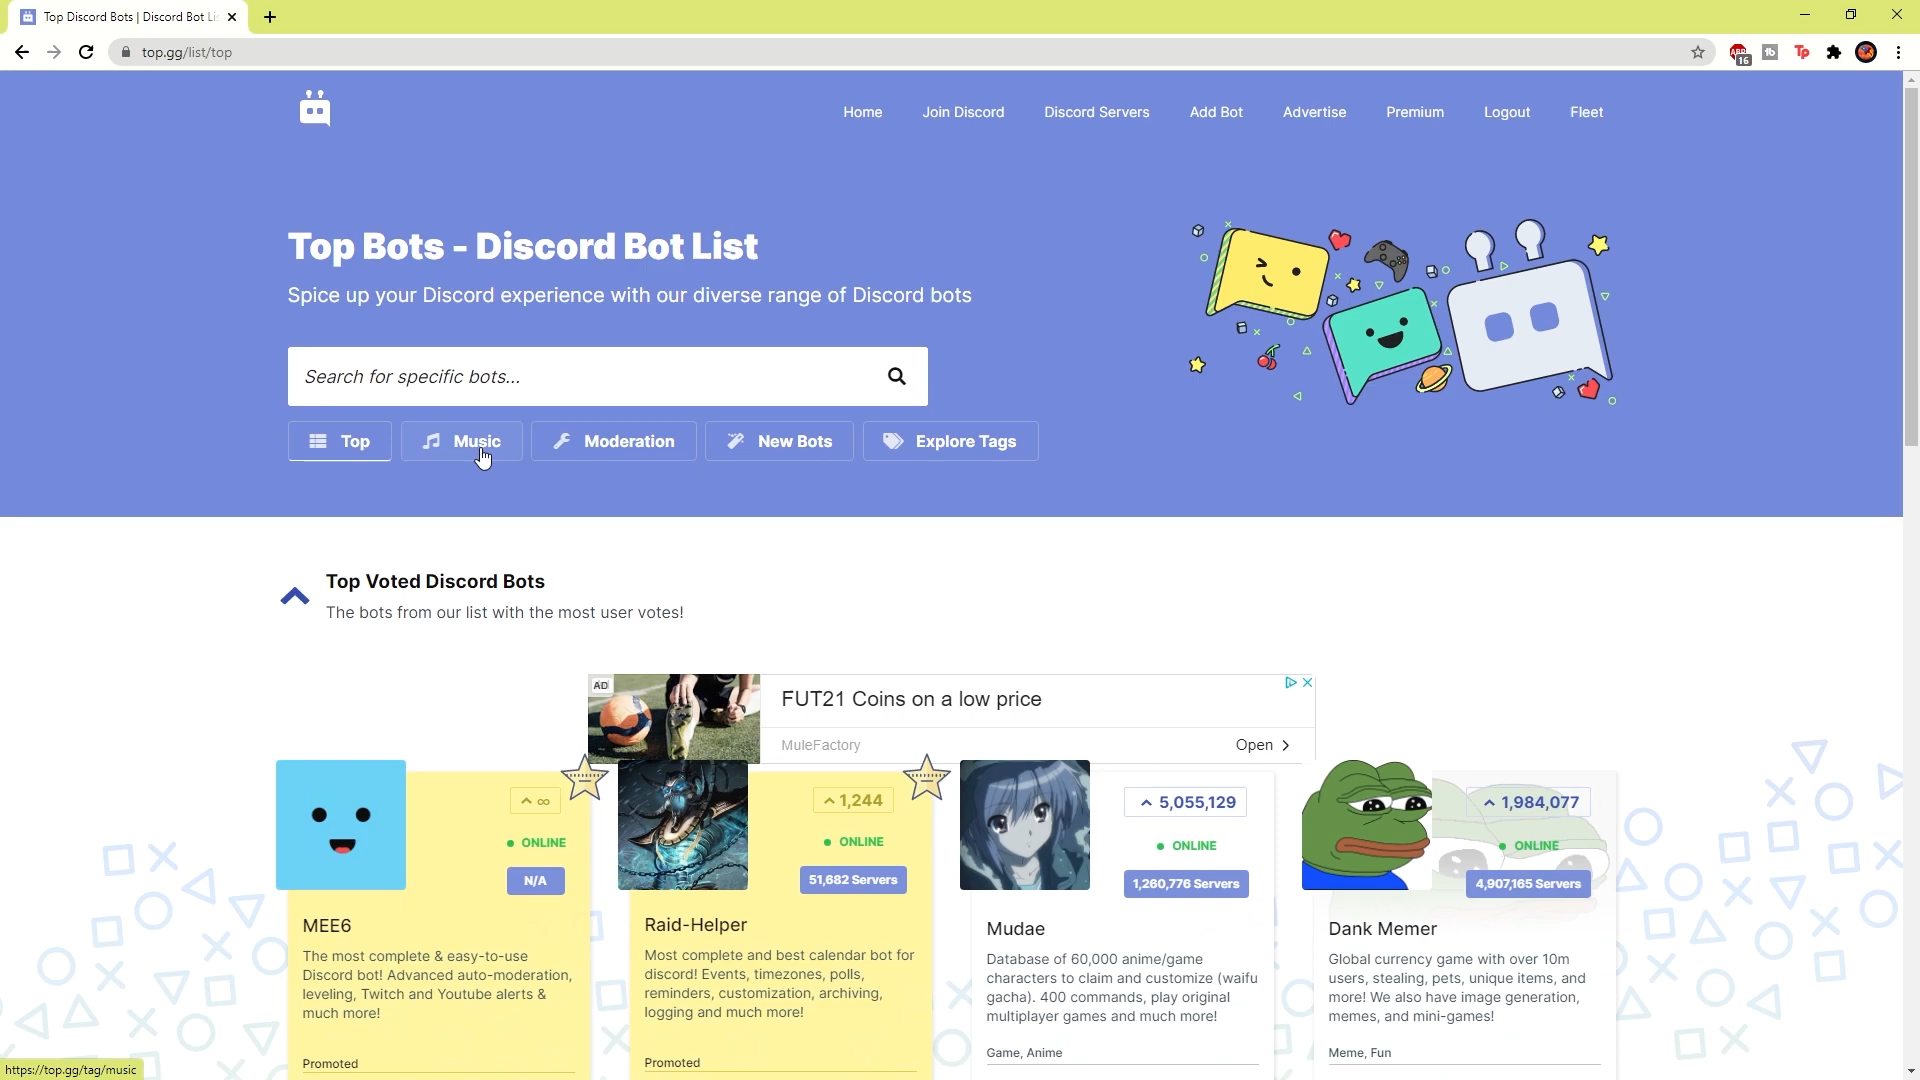 Top Discord Bots | Discord Bot Li
top.gg/list/top
16
Tp
Home
Join Discord
Discord Servers
Add Bot
Advertise
Premium
Logout
Fleet
Top Bots - Discord Bot List
Spice up your Discord experience with our diverse range of Discord bots
Search for specific bots...
Top
Music
Moderation
New Bots
Explore Tags
Top Voted Discord Bots
The bots from our list with the most user votes!
AD
FUT21 Coins on a low price
MuleFactory
Open
∞
ONLINE
N/A
MEE6
The most complete & easy-to-use
Discord bot! Advanced auto-moderation,
leveling, Twitch and Youtube alerts &
much more!
Promoted
1,244
ONLINE
51,682 Servers
Raid-Helper
Most complete and best calendar bot for
discord! Events, timezones, polls,
reminders, customization, archiving,
logging and much more!
Promoted
5,055,129
ONLINE
1,260,776 Servers
Mudae
Database of 60,000 anime/game
characters to claim and customize (waifu
gacha). 400 commands, play original
multiplayer games and much more!
Game, Anime
1,984,077
ONLINE
4,907,165 Servers
Dank Memer
Global currency game with over 10m
users, stealing, pets, unique items, and
more! We also have image generation,
memes, and mini-games!
Meme, Fun
https://top.gg/tag/music